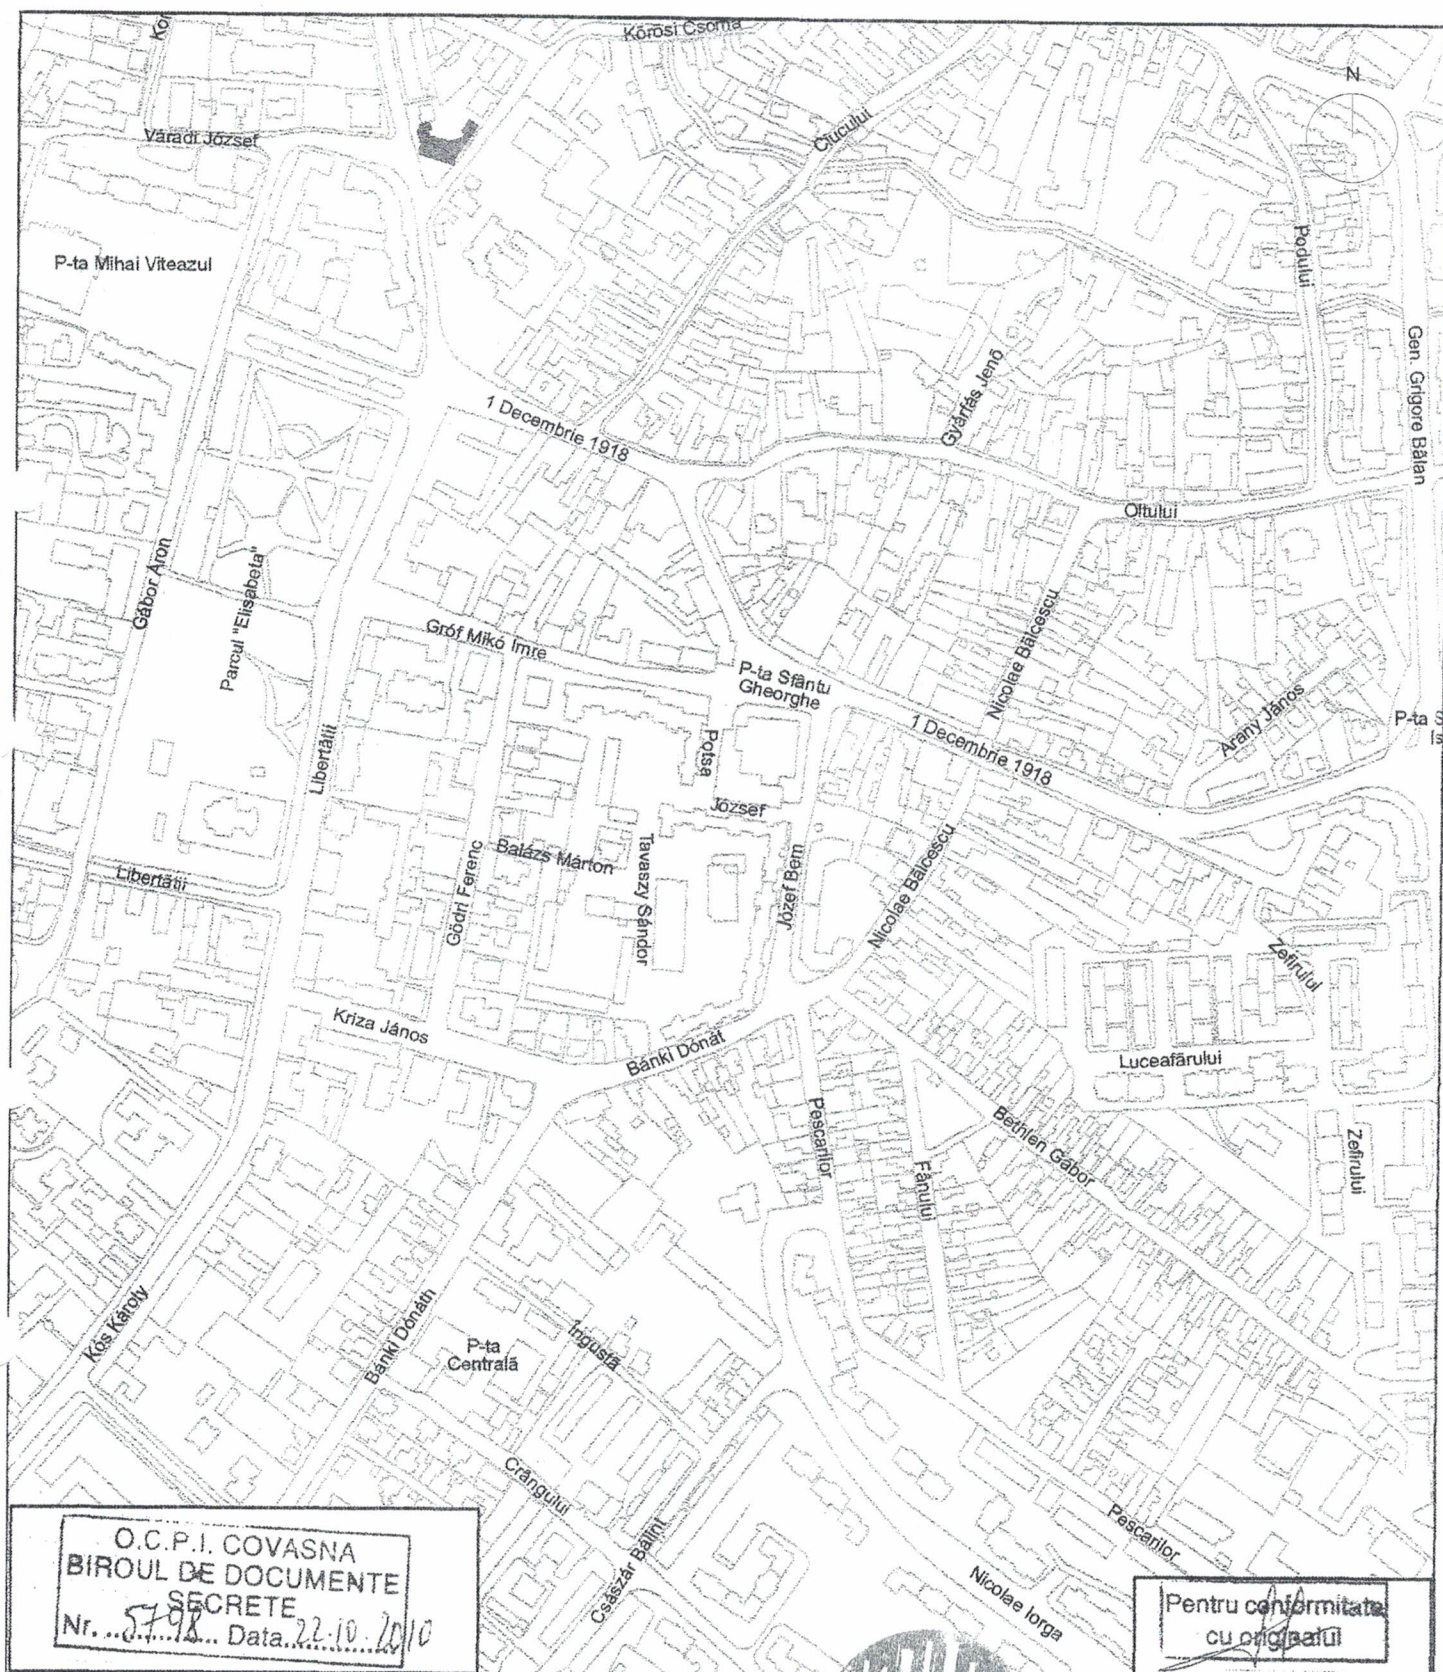 Kőrösi Csoma
N
Váradi József
Ciucului
P-ta Mihai Viteazul
Podului
Gen. Grigore Bălan
Gyárfás Jenő
1 Decembrie 1918
Oltului
Gábor Áron
Parcul "Elisabeta"
Gróf Mikó Imre
Nicolae Bălcescu
P-ta Sfântu
Gheorghe
Arany János
P-ta S
Is
1 Decembrie 1918
Potsa
József
Libertătii
Gödri Ferenc
Balázs Márton
Tavaszy Sándor
József Bem
Nicolae Bălcescu
Libertătii
Zefirului
Kriza János
Bánki Dónát
Luceafărului
Pescarilor
Bethlen Gábor
Fânului
Zefirului
Kós Károly
Bánki Dónáth
P-ta
Centrală
Îngustă
Crângului
Császár Bálint
Pescarilor
Nicolae Iorga
O.C.P.I. COVASNA
BIROUL DE DOCUMENTE
SECRETE
Nr. 5798 Data 22.10.2010
Pentru conformitate
cu originalul